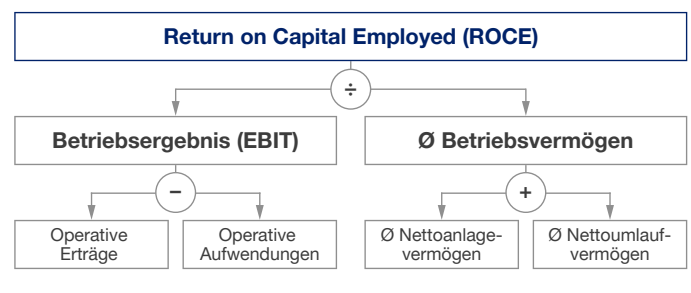 Return on Capital Employed (ROCE)
÷
Betriebsergebnis (EBIT)
Ø Betriebsvermögen
−
+
Operative
Erträge
Operative
Aufwendungen
Ø Nettoanlage-
vermögen
Ø Nettoumlauf-
vermögen